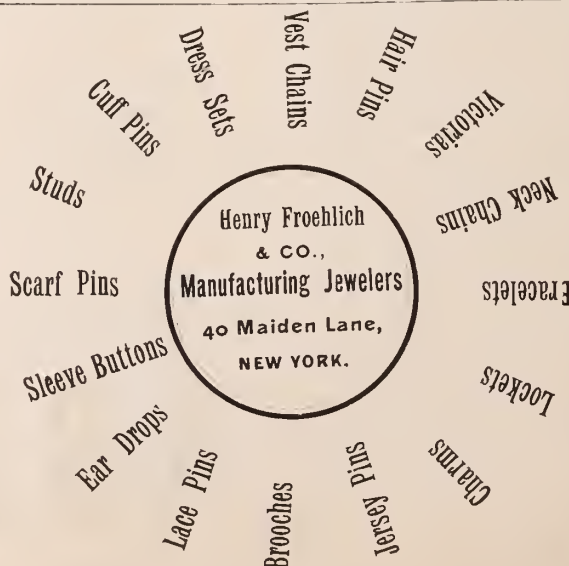 Henry Froehlich
& CO.,
Manufacturing Jewelers
40 Maiden Lane,
NEW YORK.
Vest Chains
Hair Pins
Victorias
Neck Chains
Bracelets
Lockets
Charms
Jersey Pins
Brooches
Lace Pins
Ear Drops
Sleeve Buttons
Scarf Pins
Studs
Cuff Pins
Dress Sets